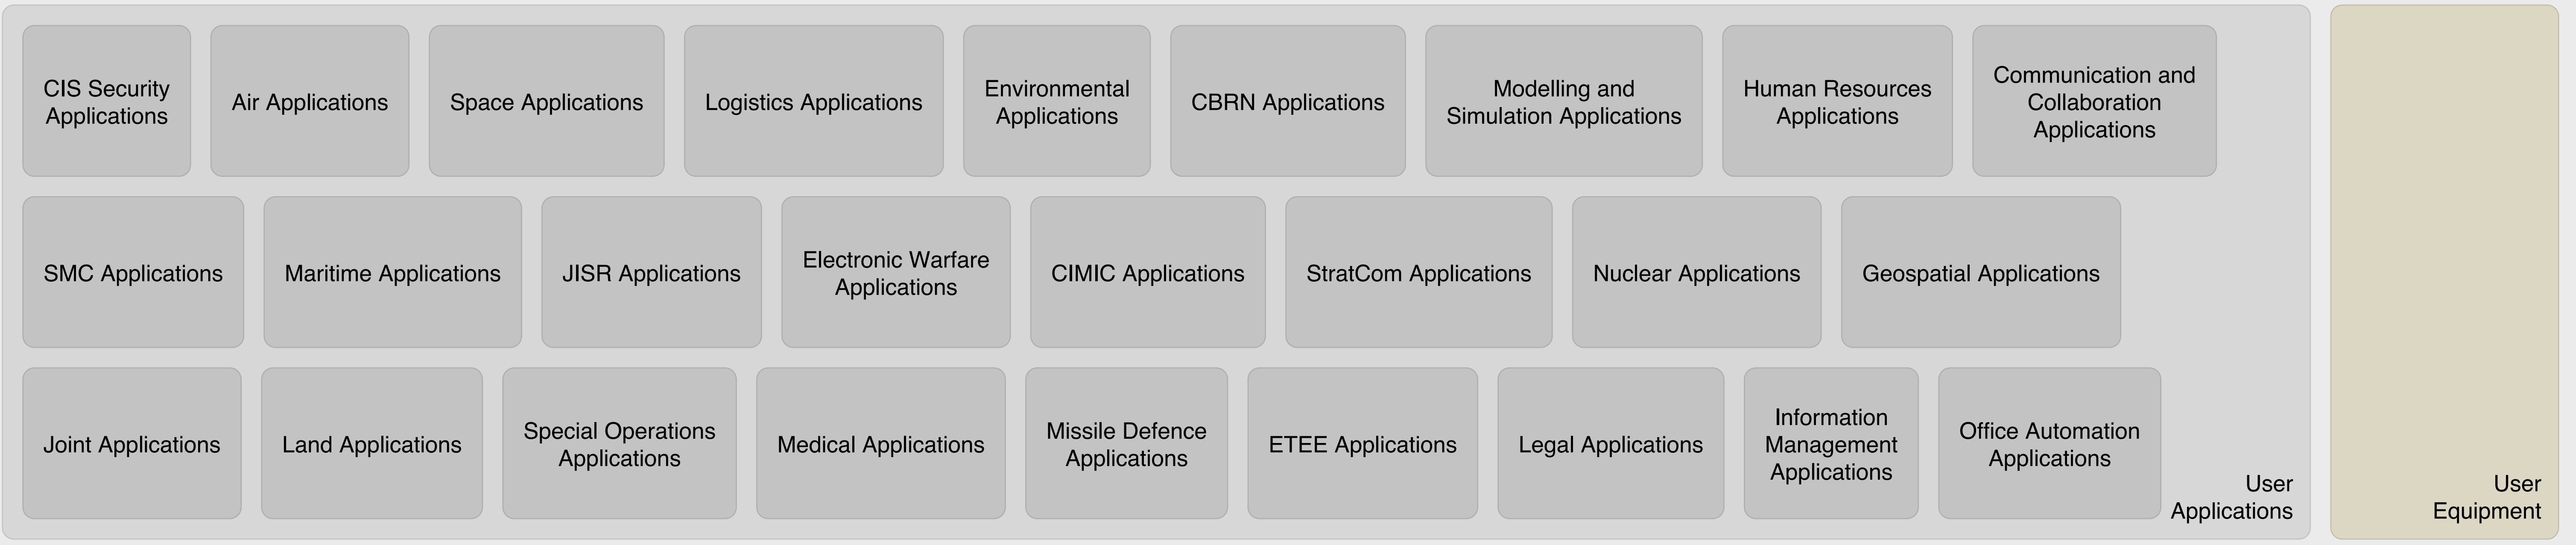 CIS Security
Applications
Air Applications
Space Applications
Logistics Applications
Environmental
Applications
CBRN Applications
Modelling and
Simulation Applications
Human Resources
Applications
Communication and
Collaboration
Applications
SMC Applications
Maritime Applications
JISR Applications
Electronic Warfare
Applications
CIMIC Applications
StratCom Applications
Nuclear Applications
Geospatial Applications
Joint Applications
Land Applications
Special Operations
Applications
Medical Applications
Missile Defence
Applications
ETEE Applications
Legal Applications
Information
Management
Applications
Office Automation
Applications
User
Applications
User
Equipment